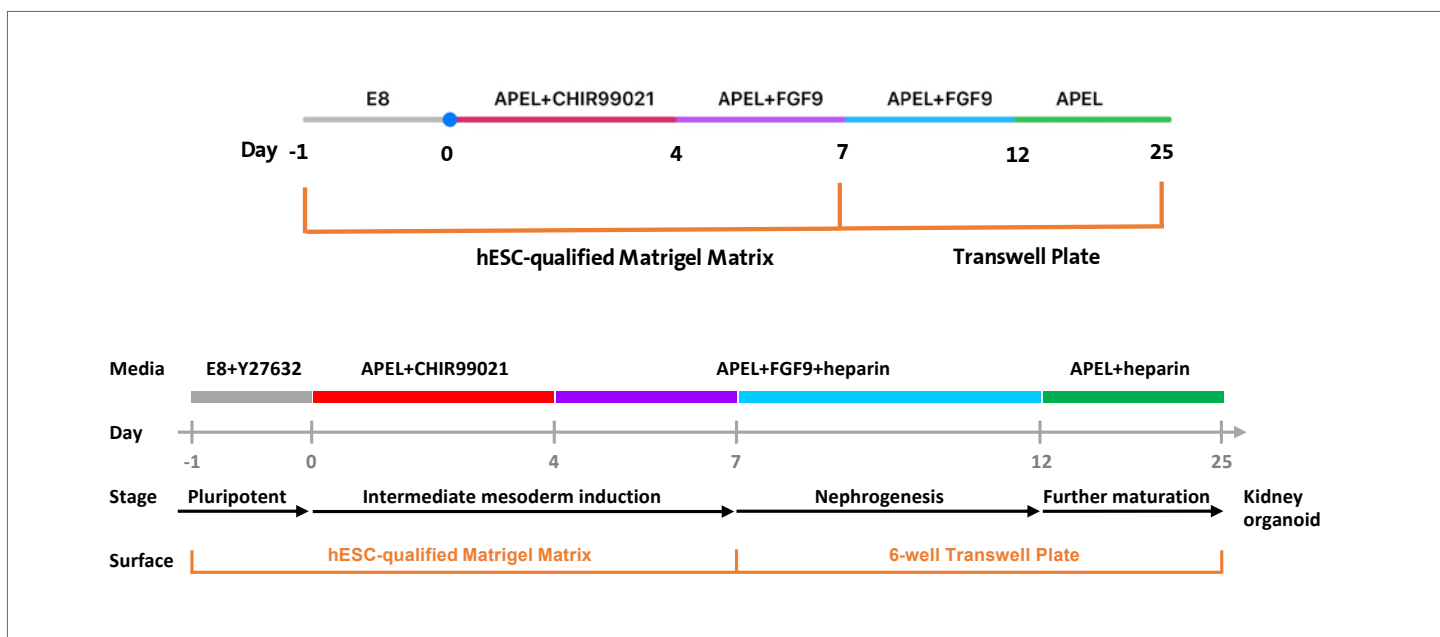 E8 APEL+CHIR99021 APEL+FGF9 APEL+FGF9 APEL
Day -1 0 4 7 12 25
hESC-qualified Matrigel Matrix Transwell Plate
Media E8+Y27632 APEL+CHIR99021 APEL+FGF9+heparin APEL+heparin
Day
-1 0 4 7 12 25
Stage Pluripotent Intermediate mesoderm induction Nephrogenesis Further maturation Kidney
organoid
Surface hESC-qualified Matrigel Matrix 6-well Transwell Plate